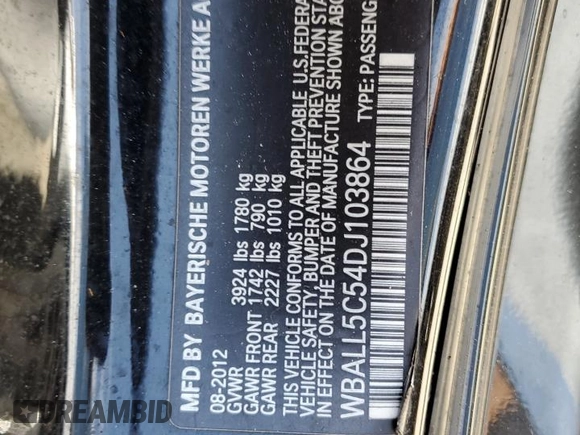 MFD BY BAYERISCHE MOTOREN WERKE A
08-2012
GVWR 3924 lbs 1780 kg
GAWR FRONT 1742 lbs 790 kg
GAWR REAR 2227 lbs 1010 kg
THIS VEHICLE CONFORMS TO ALL APPLICABLE U.S.FEDERA
VEHICLE SAFETY, BUMPER AND THEFT PREVENTION STA
IN EFFECT ON THE DATE OF MANUFACTURE SHOWN ABO
WBALL5C54DJ103864 TYPE: PASSENG
DREAMBID